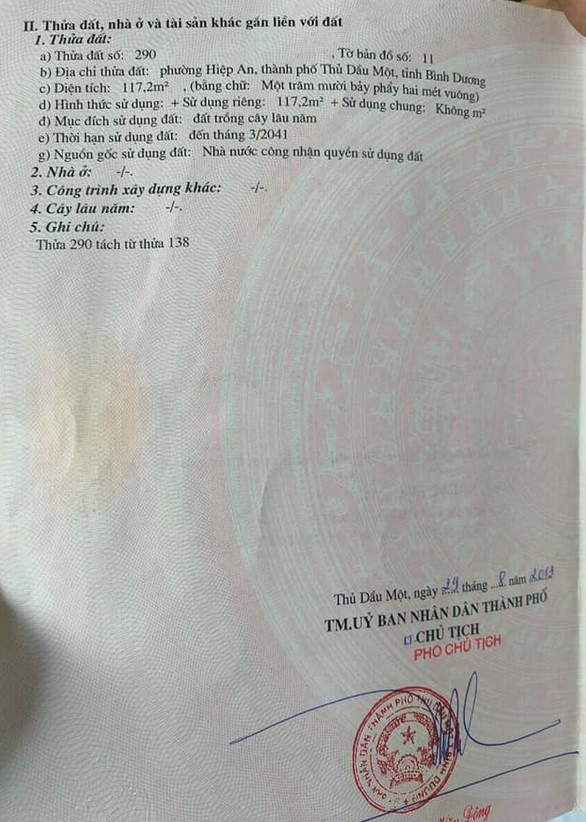 II. Thửa đất, nhà ở và tài sản khác gắn liền với đất
1. Thửa đất:
a) Thửa đất số: 290 , Tờ bản đồ số: 11
b) Địa chỉ thửa đất: phường Hiệp An, thành phố Thủ Dầu Một, tỉnh Bình Dương
c) Diện tích: 117,2m² , (bằng chữ: Một trăm mười bảy phẩy hai mét vuông)
d) Hình thức sử dụng: + Sử dụng riêng: 117,2m² + Sử dụng chung: Không m²
đ) Mục đích sử dụng đất: đất trồng cây lâu năm
e) Thời hạn sử dụng đất: đến tháng 3/2041
g) Nguồn gốc sử dụng đất: Nhà nước công nhận quyền sử dụng đất
2. Nhà ở: -/-.
3. Công trình xây dựng khác: -/-.
4. Cây lâu năm: -/-.
5. Ghi chú:
Thửa 290 tách từ thửa 138
Thủ Dầu Một, ngày 29 tháng 8 năm 2013
TM.UỶ BAN NHÂN DÂN THÀNH PHỐ
CHỦ TỊCH
PHÓ CHỦ TỊCH
Đông